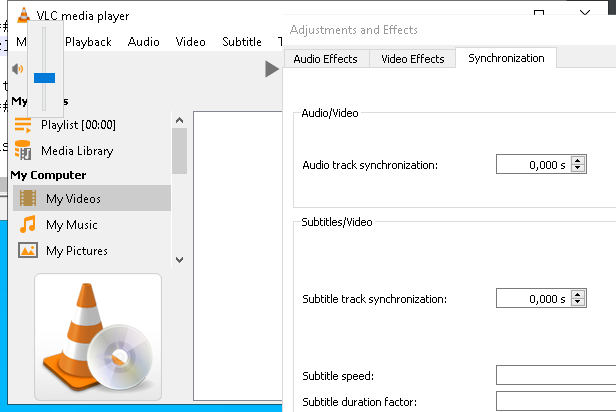 VLC media player
Playback Audio Video Subtitle
Playlist [00:00]
Media Library
My Computer
My Videos
My Music
My Pictures
Adjustments and Effects
Audio Effects Video Effects Synchronization
Audio/Video
Audio track synchronization: 0,000 s
Subtitles/Video
Subtitle track synchronization: 0,000 s
Subtitle speed:
Subtitle duration factor: